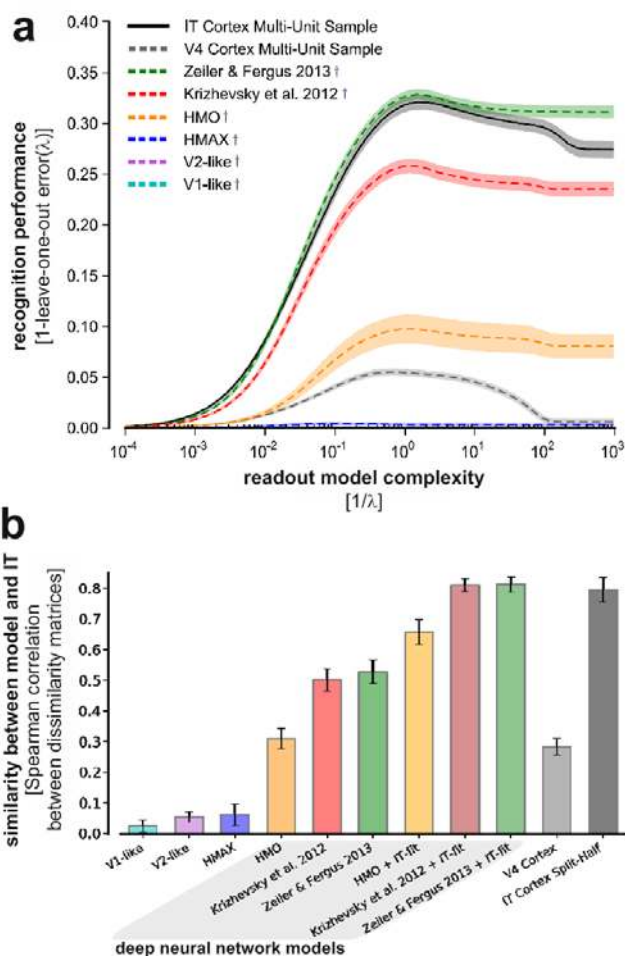 a
IT Cortex Multi-Unit Sample
V4 Cortex Multi-Unit Sample
Zeiler & Fergus 2013 †
Krizhevsky et al. 2012 †
HMO †
HMAX †
V2-like †
V1-like †
recognition performance
[1-leave-one-out error(λ)]
0.40
0.35
0.30
0.25
0.20
0.15
0.10
0.05
0.00
10⁻⁴ 10⁻³ 10⁻² 10⁻¹ 10⁰ 10¹ 10² 10³
readout model complexity
[1/λ]
b
similarity between model and IT
[Spearman correlation
between dissimilarity matrices]
0.8
0.7
0.6
0.5
0.4
0.3
0.2
0.1
0.0
V1-like
V2-like
HMAX
HMO
Krizhevsky et al. 2012
Zeiler & Fergus 2013
HMO + IT-fit
Krizhevsky et al. 2012 + IT-fit
Zeiler & Fergus 2013 + IT-fit
V4 Cortex
IT Cortex Split-Half
deep neural network models